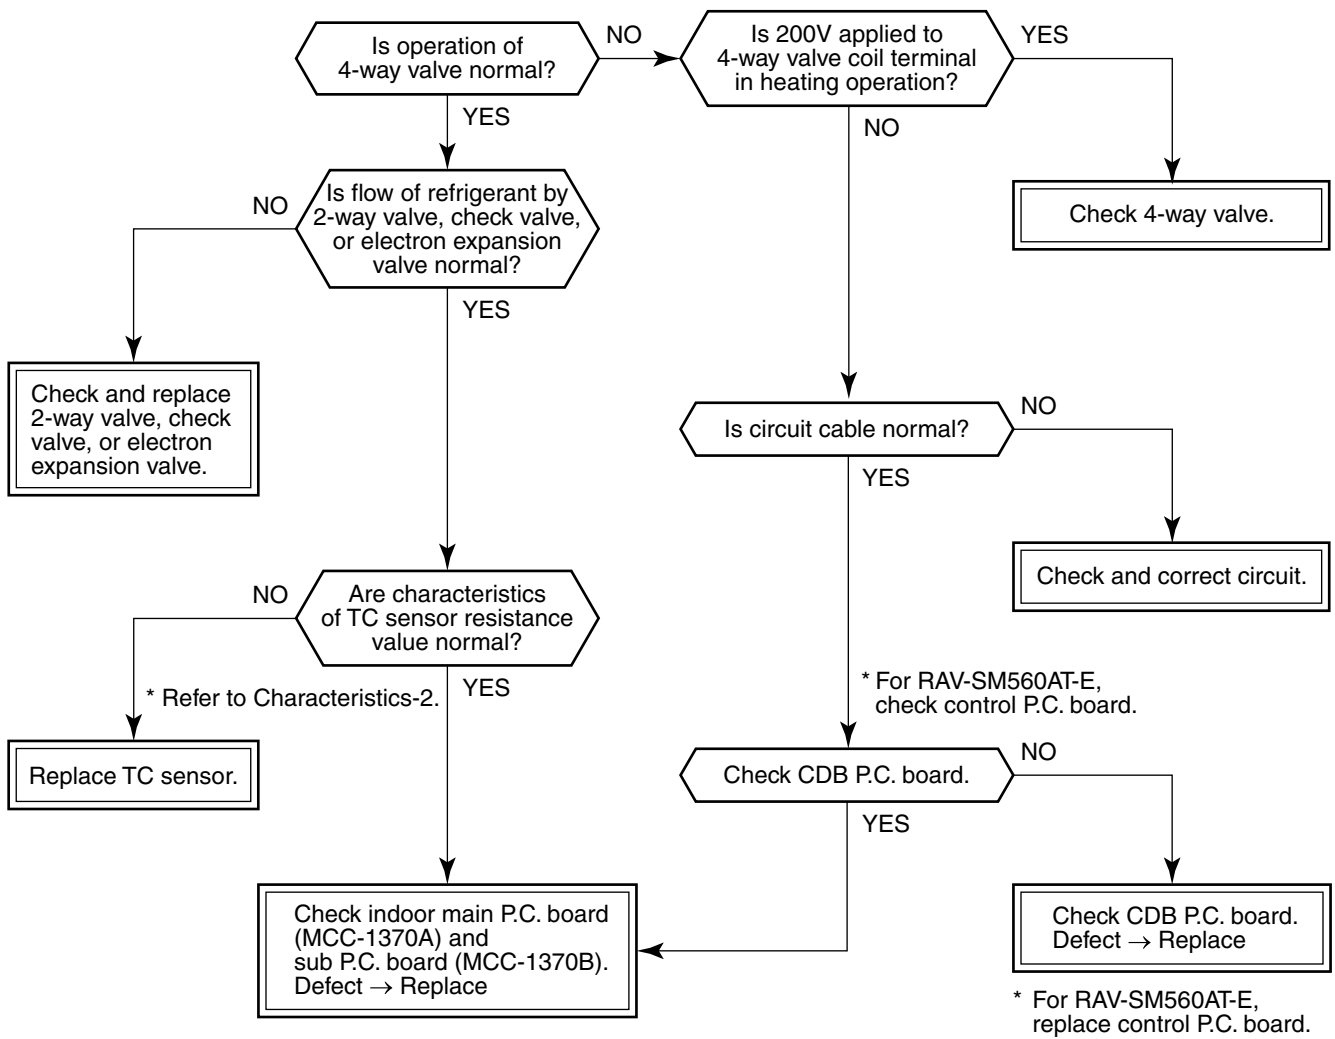 Is operation of
4-way valve normal?
NO
Is 200V applied to
4-way valve coil terminal
in heating operation?
YES
YES
NO
Check 4-way valve.
Is flow of refrigerant by
2-way valve, check valve,
or electron expansion
valve normal?
NO
YES
Check and replace
2-way valve, check
valve, or electron
expansion valve.
Is circuit cable normal?
NO
YES
Check and correct circuit.
Are characteristics
of TC sensor resistance
value normal?
NO
YES
* Refer to Characteristics-2.
Replace TC sensor.
* For RAV-SM560AT-E,
check control P.C. board.
Check CDB P.C. board.
NO
YES
Check indoor main P.C. board
(MCC-1370A) and
sub P.C. board (MCC-1370B).
Defect → Replace
Check CDB P.C. board.
Defect → Replace
* For RAV-SM560AT-E,
replace control P.C. board.